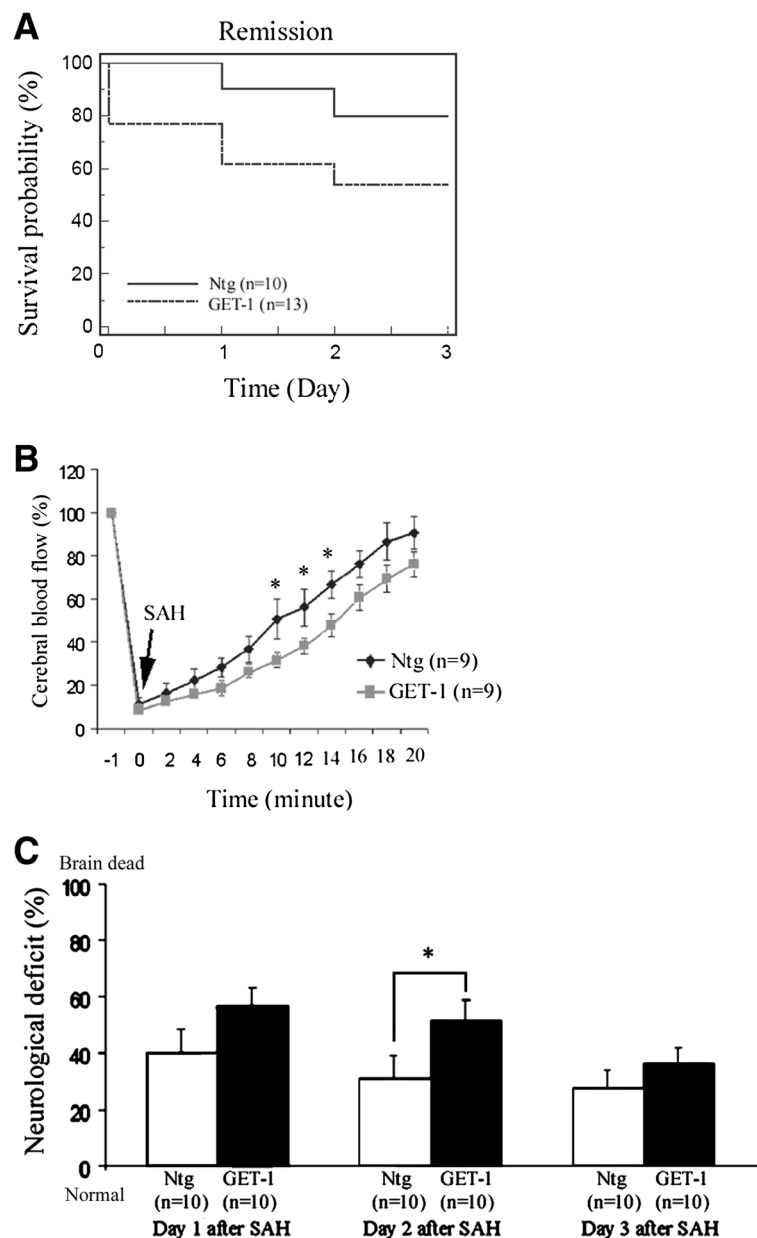 A
Remission
Survival probability (%)
100
80
60
40
20
0
Ntg (n=10)
GET-1 (n=13)
0 1 2 3
Time (Day)
B
Cerebral blood flow (%)
120
100
80
60
40
20
0
SAH
* * *
Ntg (n=9)
GET-1 (n=9)
-1 0 2 4 6 8 10 12 14 16 18 20
Time (minute)
C
Brain dead
Neurological deficit (%)
100
80
60
40
20
0
*
Normal
Ntg GET-1 Ntg GET-1 Ntg GET-1
(n=10) (n=10) (n=10) (n=10) (n=10) (n=10)
Day 1 after SAH Day 2 after SAH Day 3 after SAH